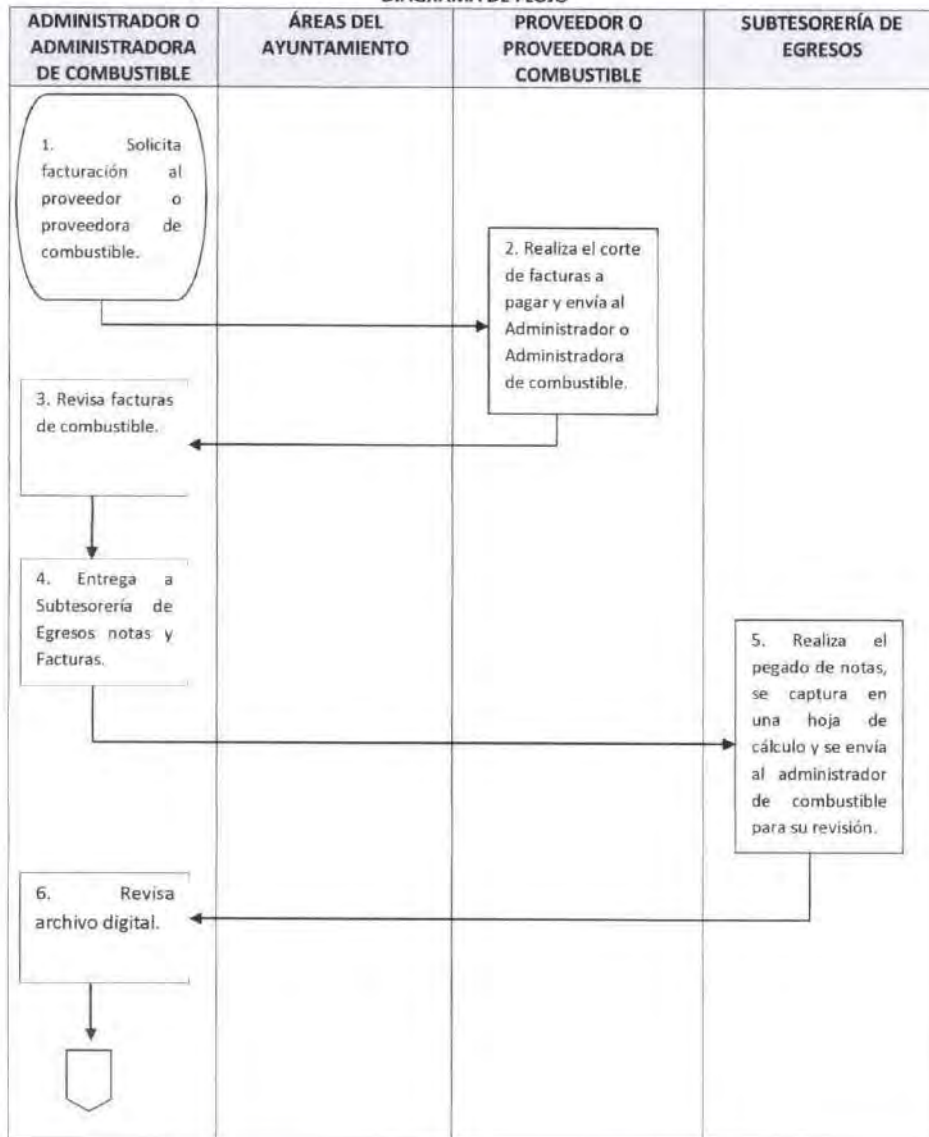 DIAGRAMA DE FLUJO
ADMINISTRADOR O
ADMINISTRADORA
DE COMBUSTIBLE
ÁREAS DEL
AYUNTAMIENTO
PROVEEDOR O
PROVEEDORA DE
COMBUSTIBLE
SUBTESORERÍA DE
EGRESOS
1. Solicita
facturación al
proveedor o
proveedora de
combustible.
2. Realiza el corte
de facturas a
pagar y envía al
Administrador o
Administradora
de combustible.
3. Revisa facturas
de combustible.
4. Entrega a
Subtesorería de
Egresos notas y
Facturas.
5. Realiza el
pegado de notas,
se captura en
una hoja de
cálculo y se envía
al administrador
de combustible
para su revisión.
6. Revisa
archivo digital.